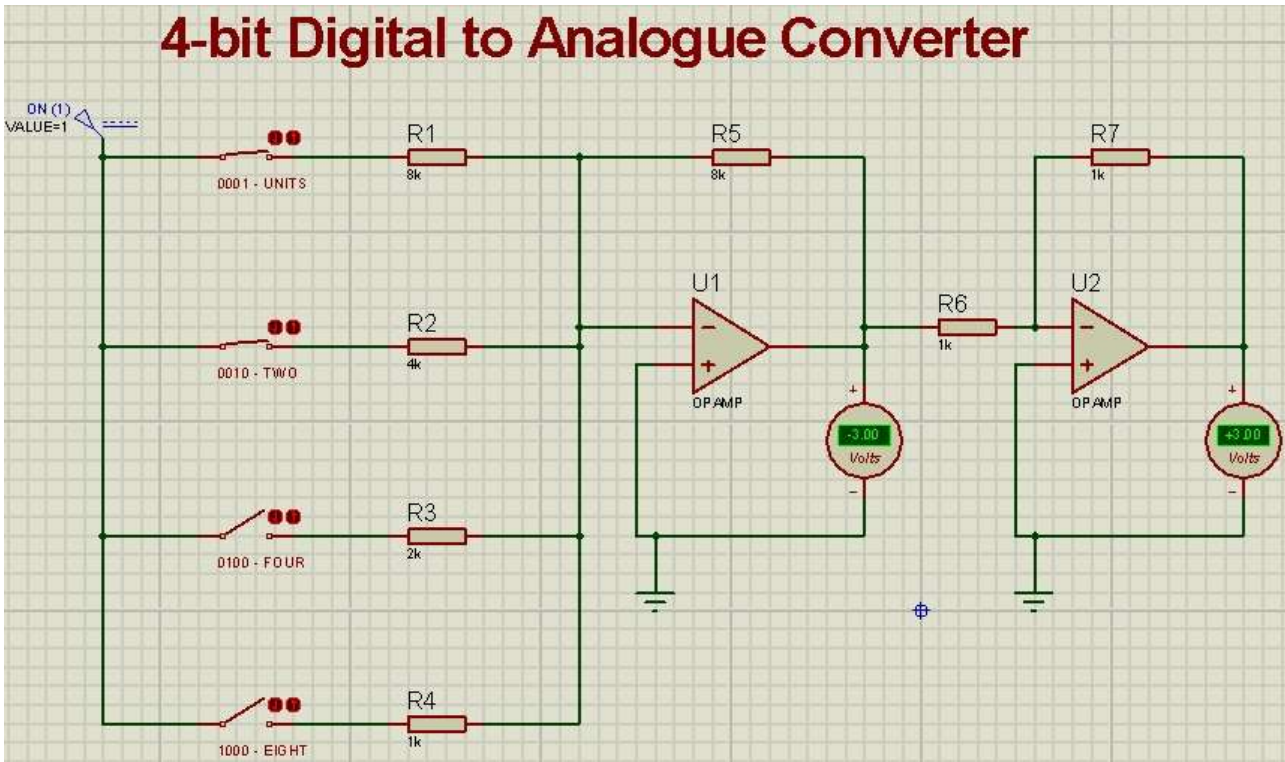 4-bit Digital to Analogue Converter
ON (1)
VALUE=1
R1
8k
0001 - UNITS
R5
8k
R7
1k
U1
U2
R2
4k
0010 - TWO
R6
1k
−
+
OPAMP
−
+
OPAMP
+
-3.00
Volts
−
+
+3.00
Volts
−
R3
2k
0100 - FOUR
R4
1k
1000 - EIGHT